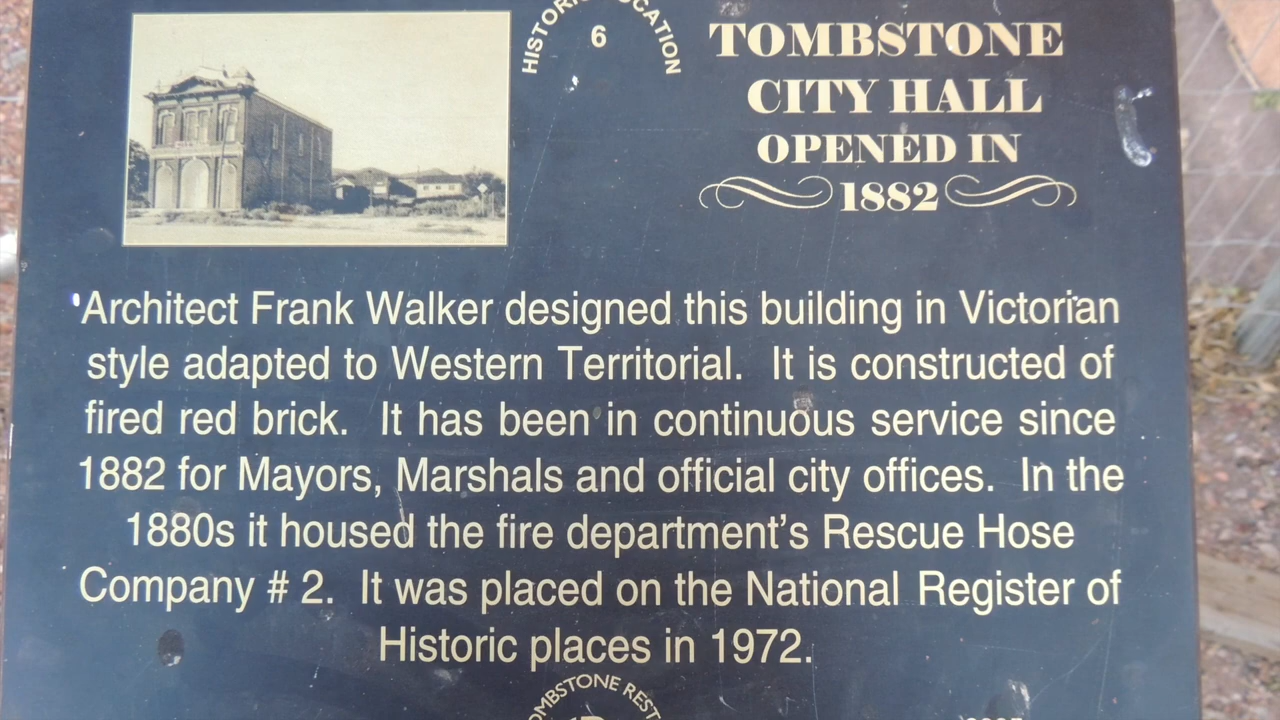 HISTORIC LOCATION
6
TOMBSTONE
CITY HALL
OPENED IN
1882
Architect Frank Walker designed this building in Victorian
style adapted to Western Territorial. It is constructed of
fired red brick. It has been in continuous service since
1882 for Mayors, Marshals and official city offices. In the
1880s it housed the fire department's Rescue Hose
Company # 2. It was placed on the National Register of
Historic places in 1972.
TOMBSTONE REST